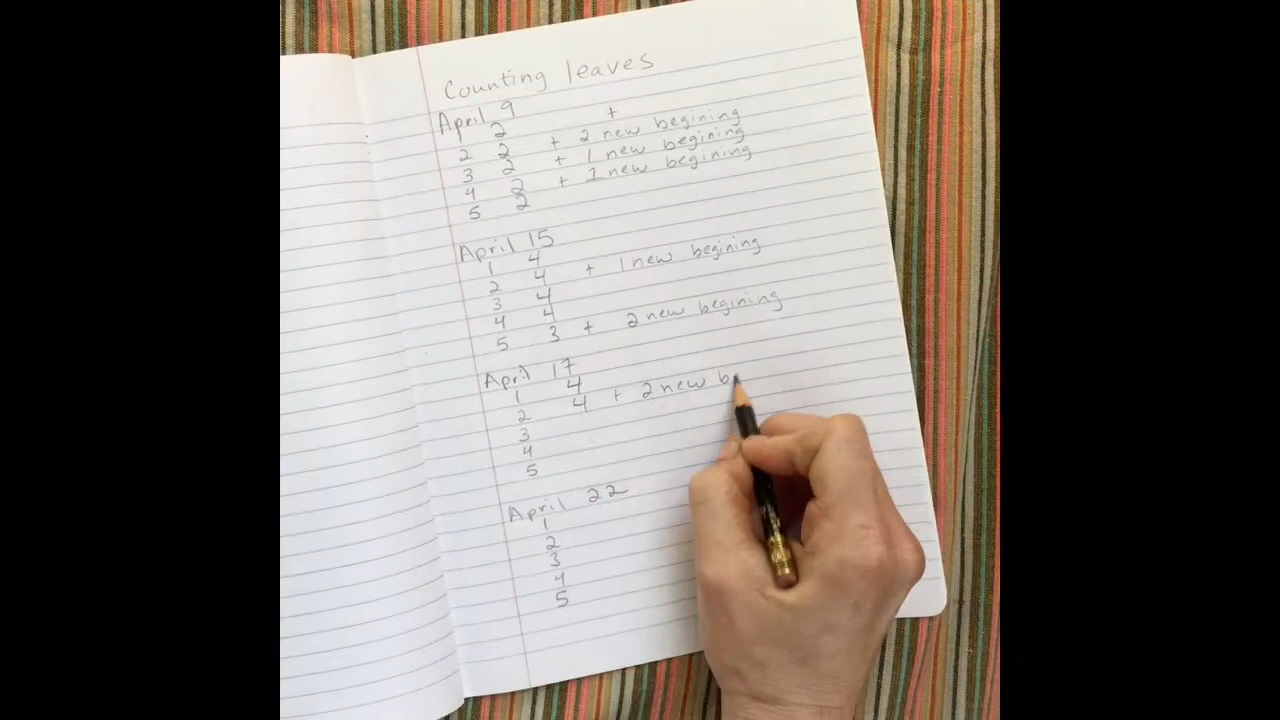 Counting leaves
April 9
2 +
2 2 + 2 new begining
3 2 + 1 new begining
4 2 + 2 new begining
5 2
April 15
1 4
2 4 + 1 new begining
3 4
4 4
5 3 + 2 new begining
April 17
1 4
2 4 + 2 new be
3
4
5
April 22
1
2
3
4
5